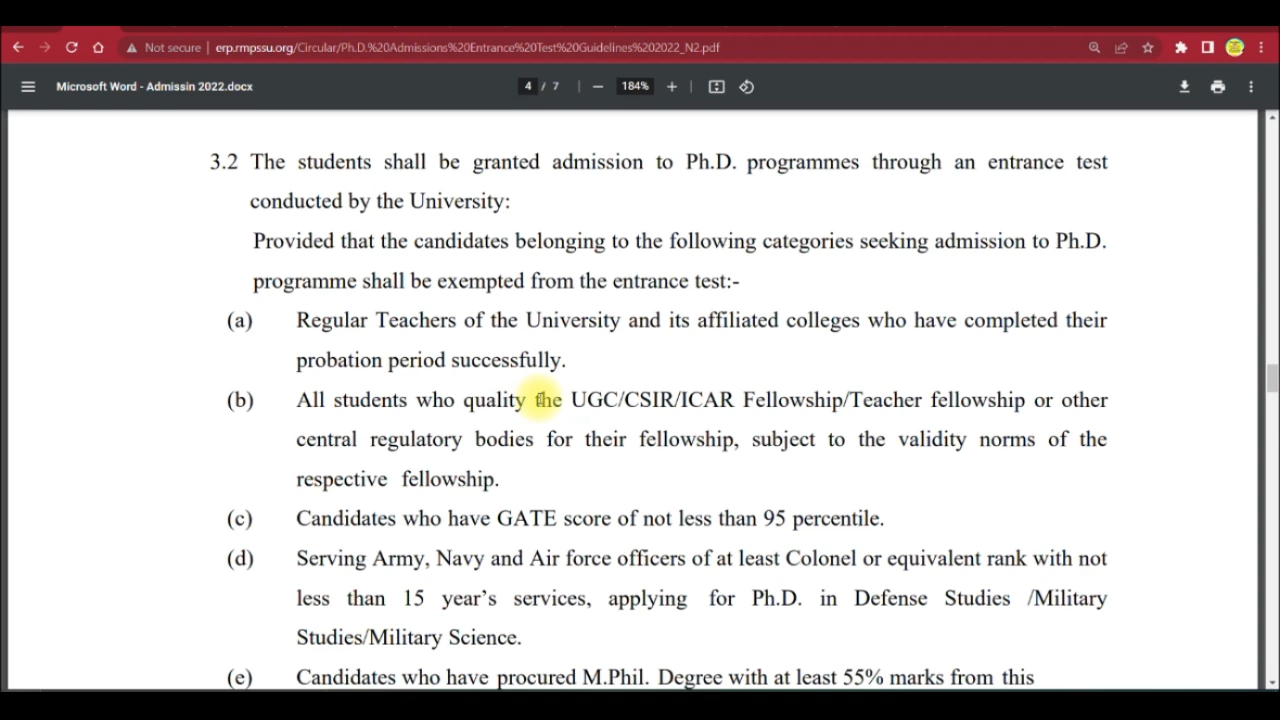 Not secure | erp.rmpssu.org/Circular/Ph.D.%20Admissions%20Entrance%20Test%20Guidelines%202022_N2.pdf
Microsoft Word - Admissin 2022.docx 4 / 7 | − 184% + |
3.2 The students shall be granted admission to Ph.D. programmes through an entrance test
conducted by the University:
Provided that the candidates belonging to the following categories seeking admission to Ph.D.
programme shall be exempted from the entrance test:-
(a) Regular Teachers of the University and its affiliated colleges who have completed their
probation period successfully.
(b) All students who quality the UGC/CSIR/ICAR Fellowship/Teacher fellowship or other
central regulatory bodies for their fellowship, subject to the validity norms of the
respective fellowship.
(c) Candidates who have GATE score of not less than 95 percentile.
(d) Serving Army, Navy and Air force officers of at least Colonel or equivalent rank with not
less than 15 year’s services, applying for Ph.D. in Defense Studies /Military
Studies/Military Science.
(e) Candidates who have procured M.Phil. Degree with at least 55% marks from this